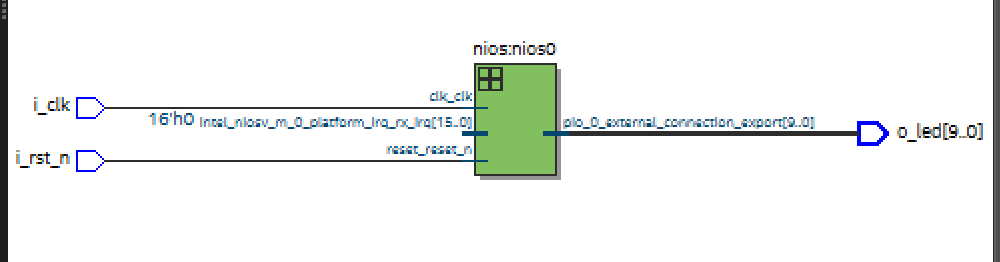 nios:nios0
i_clk
clk_clk
16'h0 intel_niosv_m_0_platform_irq_rx_irq[15..0]
pio_0_external_connection_export[9..0]
o_led[9..0]
i_rst_n
reset_reset_n